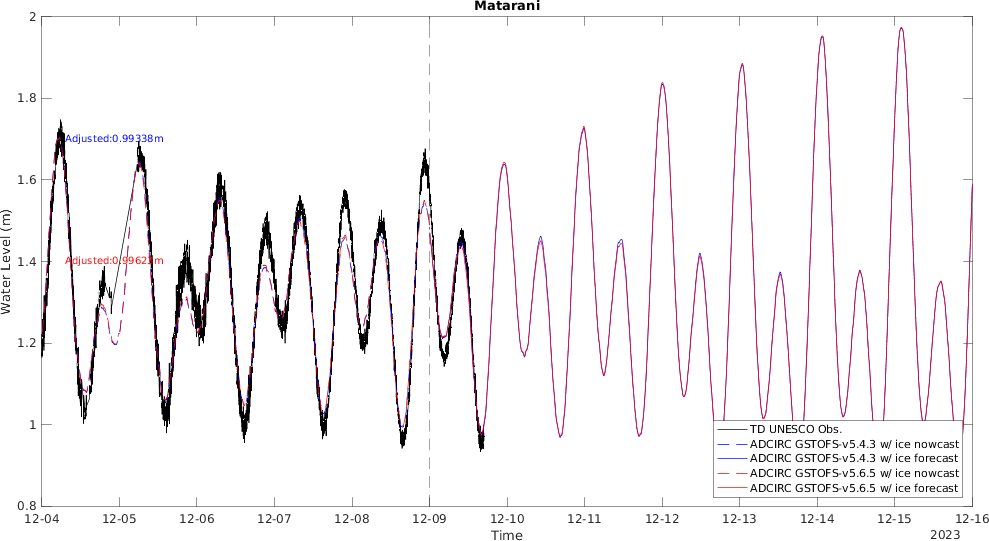 Matarani
2
1.8
1.6
1.4
1.2
1
0.8
Water Level (m)
Adjusted:0.99338m
Adjusted:0.99623m
TD UNESCO Obs.
ADCIRC GSTOFS-v5.4.3 w/ ice nowcast
ADCIRC GSTOFS-v5.4.3 w/ ice forecast
ADCIRC GSTOFS-v5.6.5 w/ ice nowcast
ADCIRC GSTOFS-v5.6.5 w/ ice forecast
12-04 12-05 12-06 12-07 12-08 12-09 12-10 12-11 12-12 12-13 12-14 12-15 12-16
Time
2023